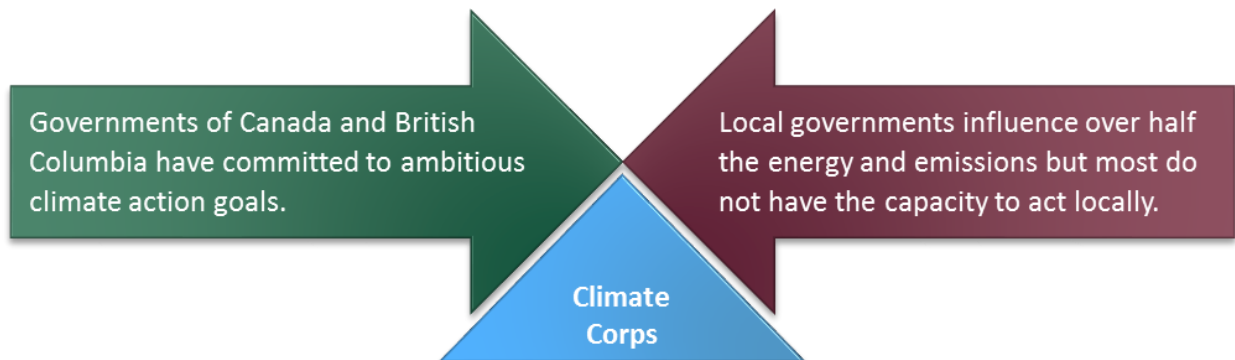 Governments of Canada and British
Columbia have committed to ambitious
climate action goals.
Local governments influence over half
the energy and emissions but most do
not have the capacity to act locally.
Climate
Corps